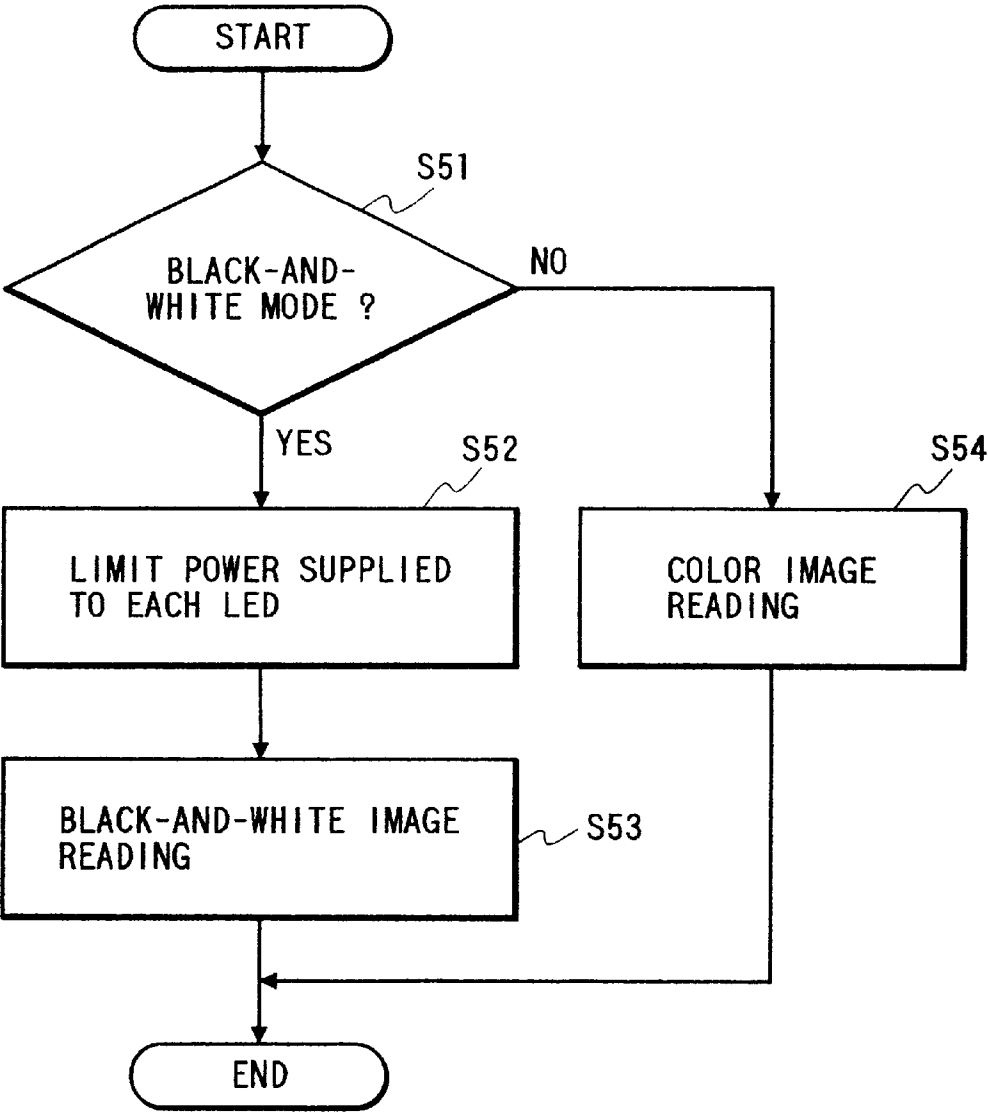 START
S51
BLACK-AND-
WHITE MODE ?
NO
YES
S52
S54
LIMIT POWER SUPPLIED
TO EACH LED
COLOR IMAGE
READING
BLACK-AND-WHITE IMAGE
READING
S53
END